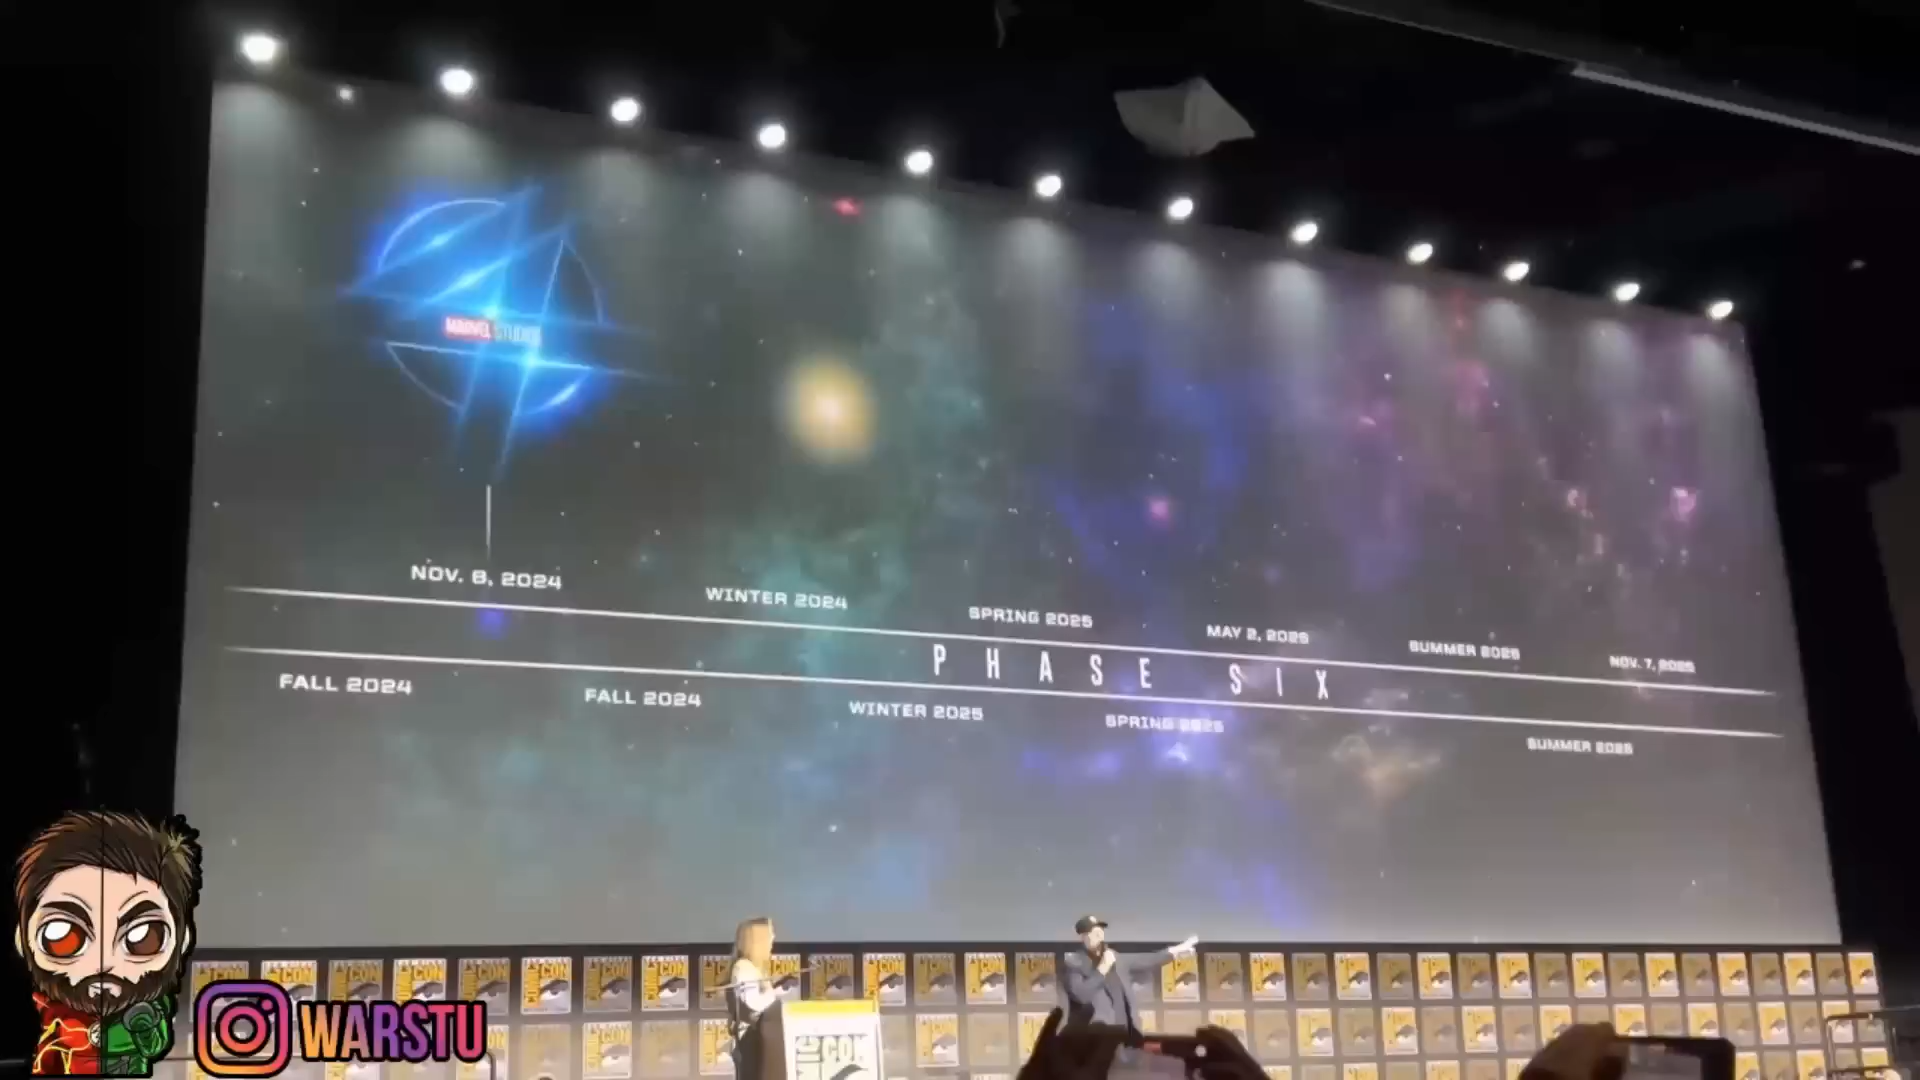 MARVEL STUDIOS
NOV. 8, 2024
WINTER 2024
SPRING 2025
MAY 2, 2025
SUMMER 2025
NOV. 7, 2025
PHASE SIX
FALL 2024
FALL 2024
WINTER 2025
SPRING 2025
SUMMER 2025
WARSTU